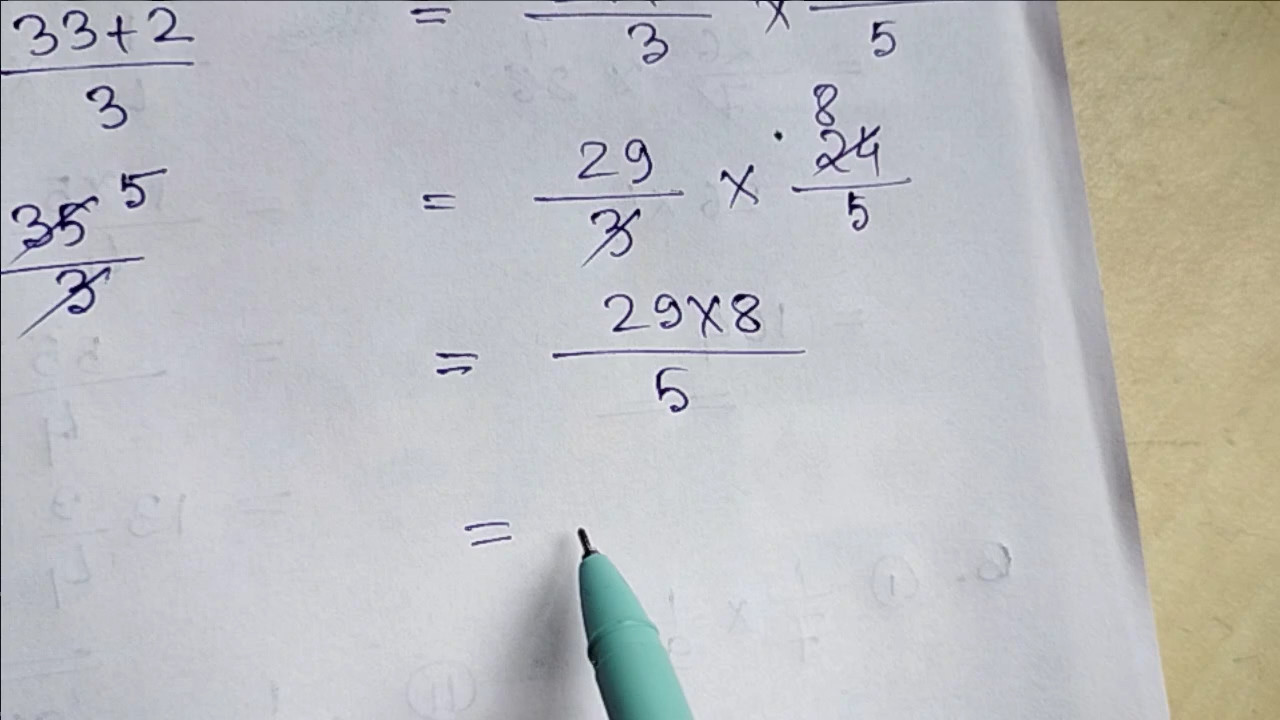 33+2 / 3
35 5 / 3
= / 3 × / 5
= 29 / 3 × 8 24 / 5
= 29×8 / 5
=